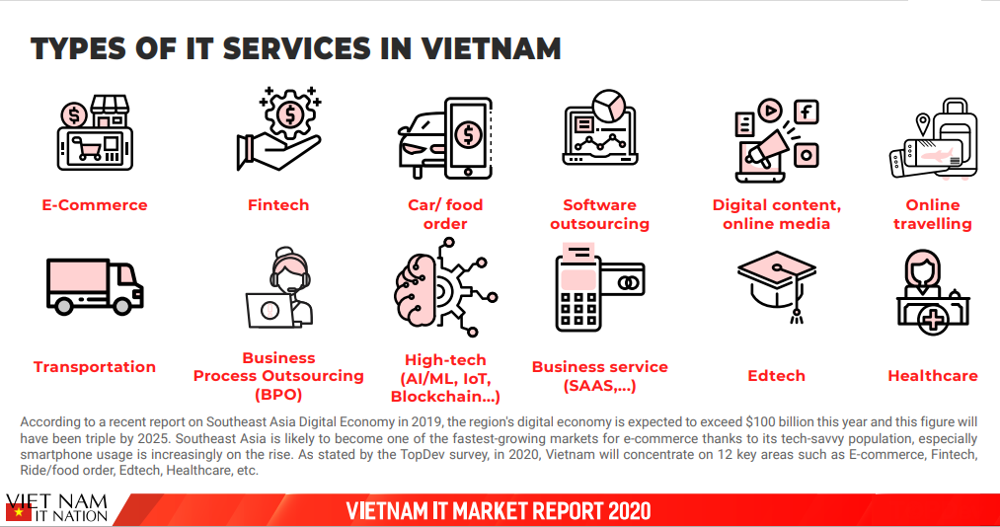 TYPES OF IT SERVICES IN VIETNAM
E-Commerce
Fintech
Car/ food
order
Software
outsourcing
Digital content,
online media
Online
travelling
Transportation
Business
Process Outsourcing
(BPO)
High-tech
(AI/ML, IoT,
Blockchain...)
Business service
(SAAS,...)
Edtech
Healthcare
According to a recent report on Southeast Asia Digital Economy in 2019, the region's digital economy is expected to exceed $100 billion this year and this figure will
have been triple by 2025. Southeast Asia is likely to become one of the fastest-growing markets for e-commerce thanks to its tech-savvy population, especially
smartphone usage is increasingly on the rise. As stated by the TopDev survey, in 2020, Vietnam will concentrate on 12 key areas such as E-commerce, Fintech,
Ride/food order, Edtech, Healthcare, etc.
VIET NAM
IT NATION
VIETNAM IT MARKET REPORT 2020